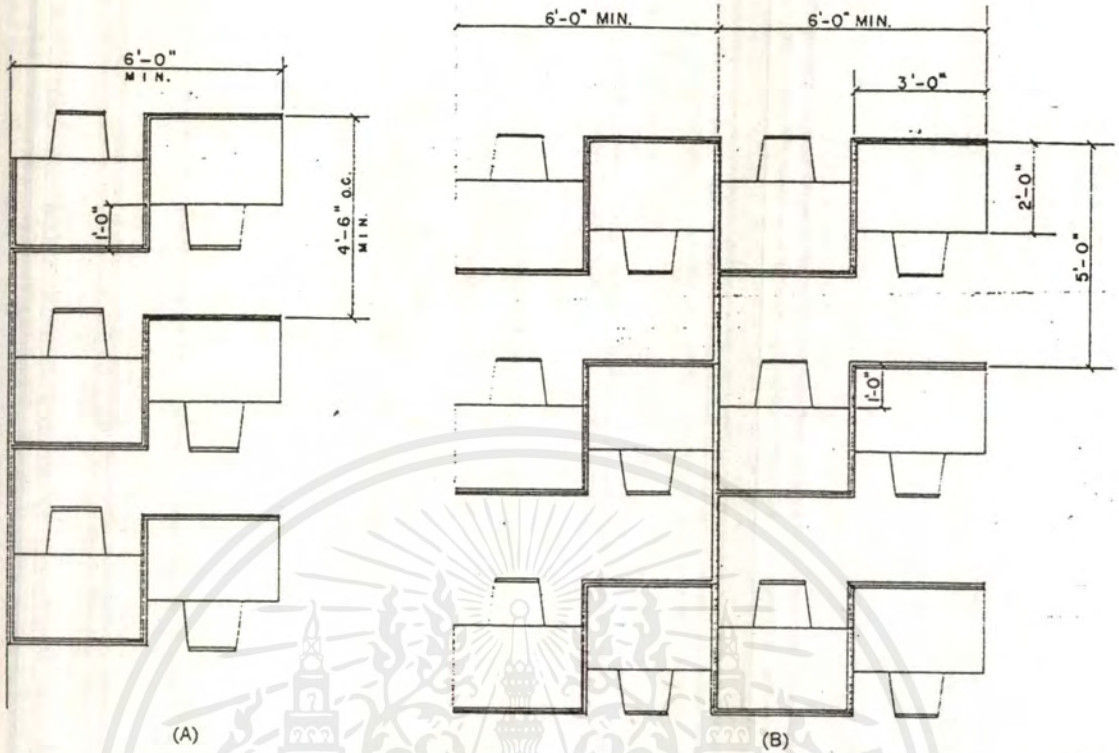 6'-0" MIN.
6'-0" MIN.
6'-0"
MIN.
3'-0"
2'-0"
1'-0"
4'-6" O.C.
MIN.
5'-0"
1'-0"
(A)
(B)